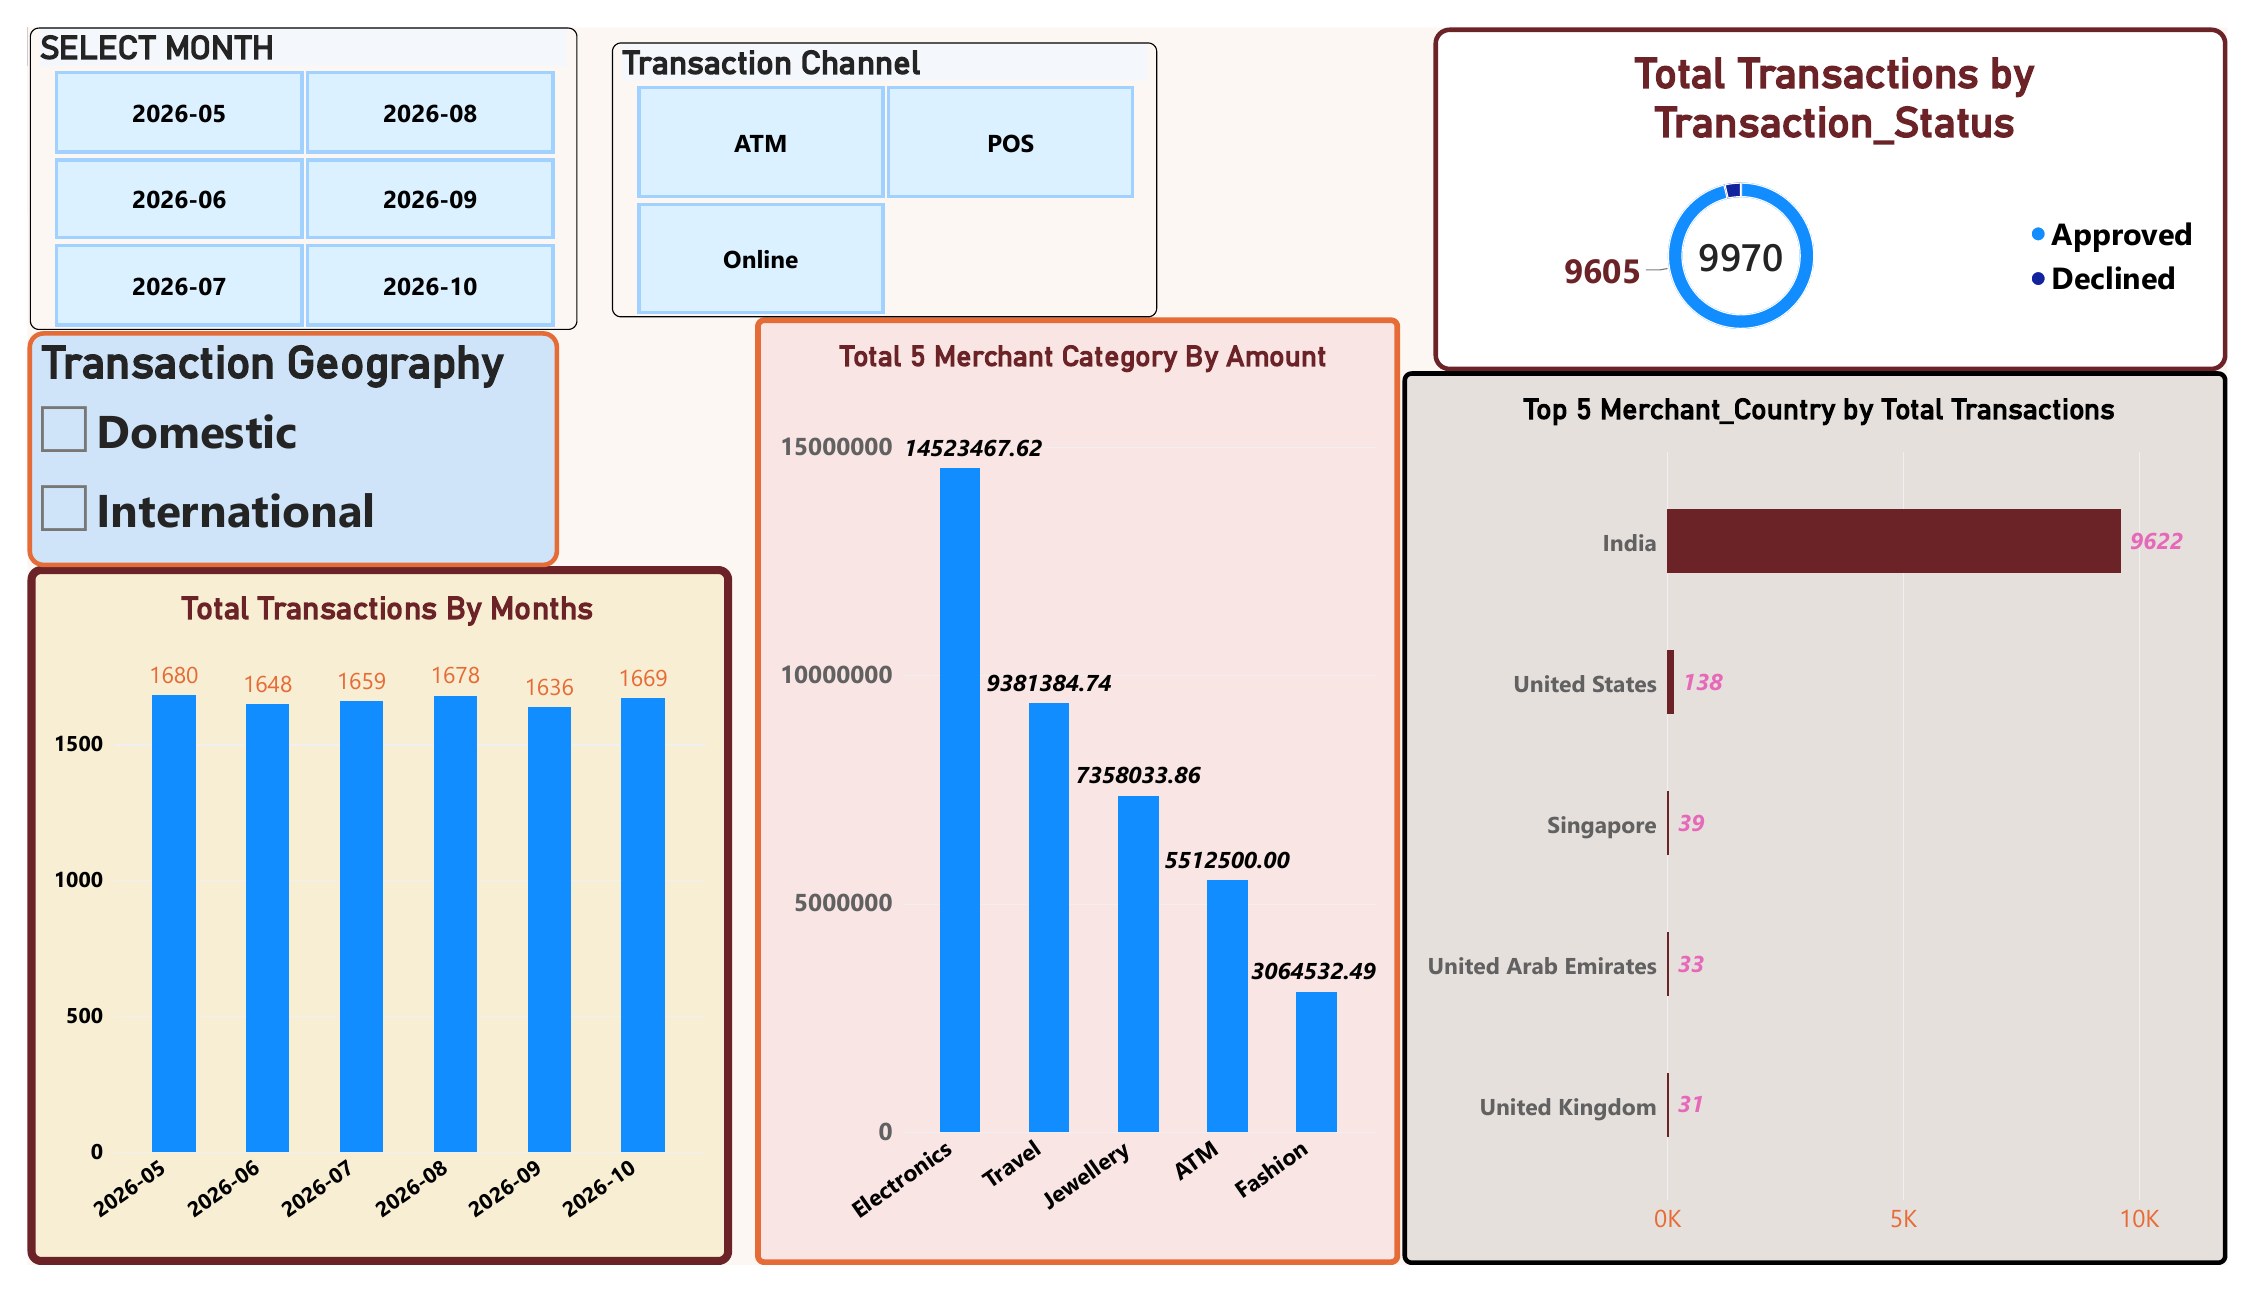 SELECT MONTH
2026-05
2026-08
2026-06
2026-09
2026-07
2026-10
Transaction Channel
ATM
POS
Online
Total Transactions by
Transaction_Status
9605
9970
Approved
Declined
Transaction Geography
Domestic
International
Total Transactions By Months
1680
1648
1659
1678
1636
1669
1500
1000
500
0
2026-05
2026-06
2026-07
2026-08
2026-09
2026-10
Total 5 Merchant Category By Amount
15000000
10000000
5000000
0
14523467.62
9381384.74
7358033.86
5512500.00
3064532.49
Electronics
Travel
Jewellery
ATM
Fashion
Top 5 Merchant_Country by Total Transactions
India
9622
United States
138
Singapore
39
United Arab Emirates
33
United Kingdom
31
0K
5K
10K